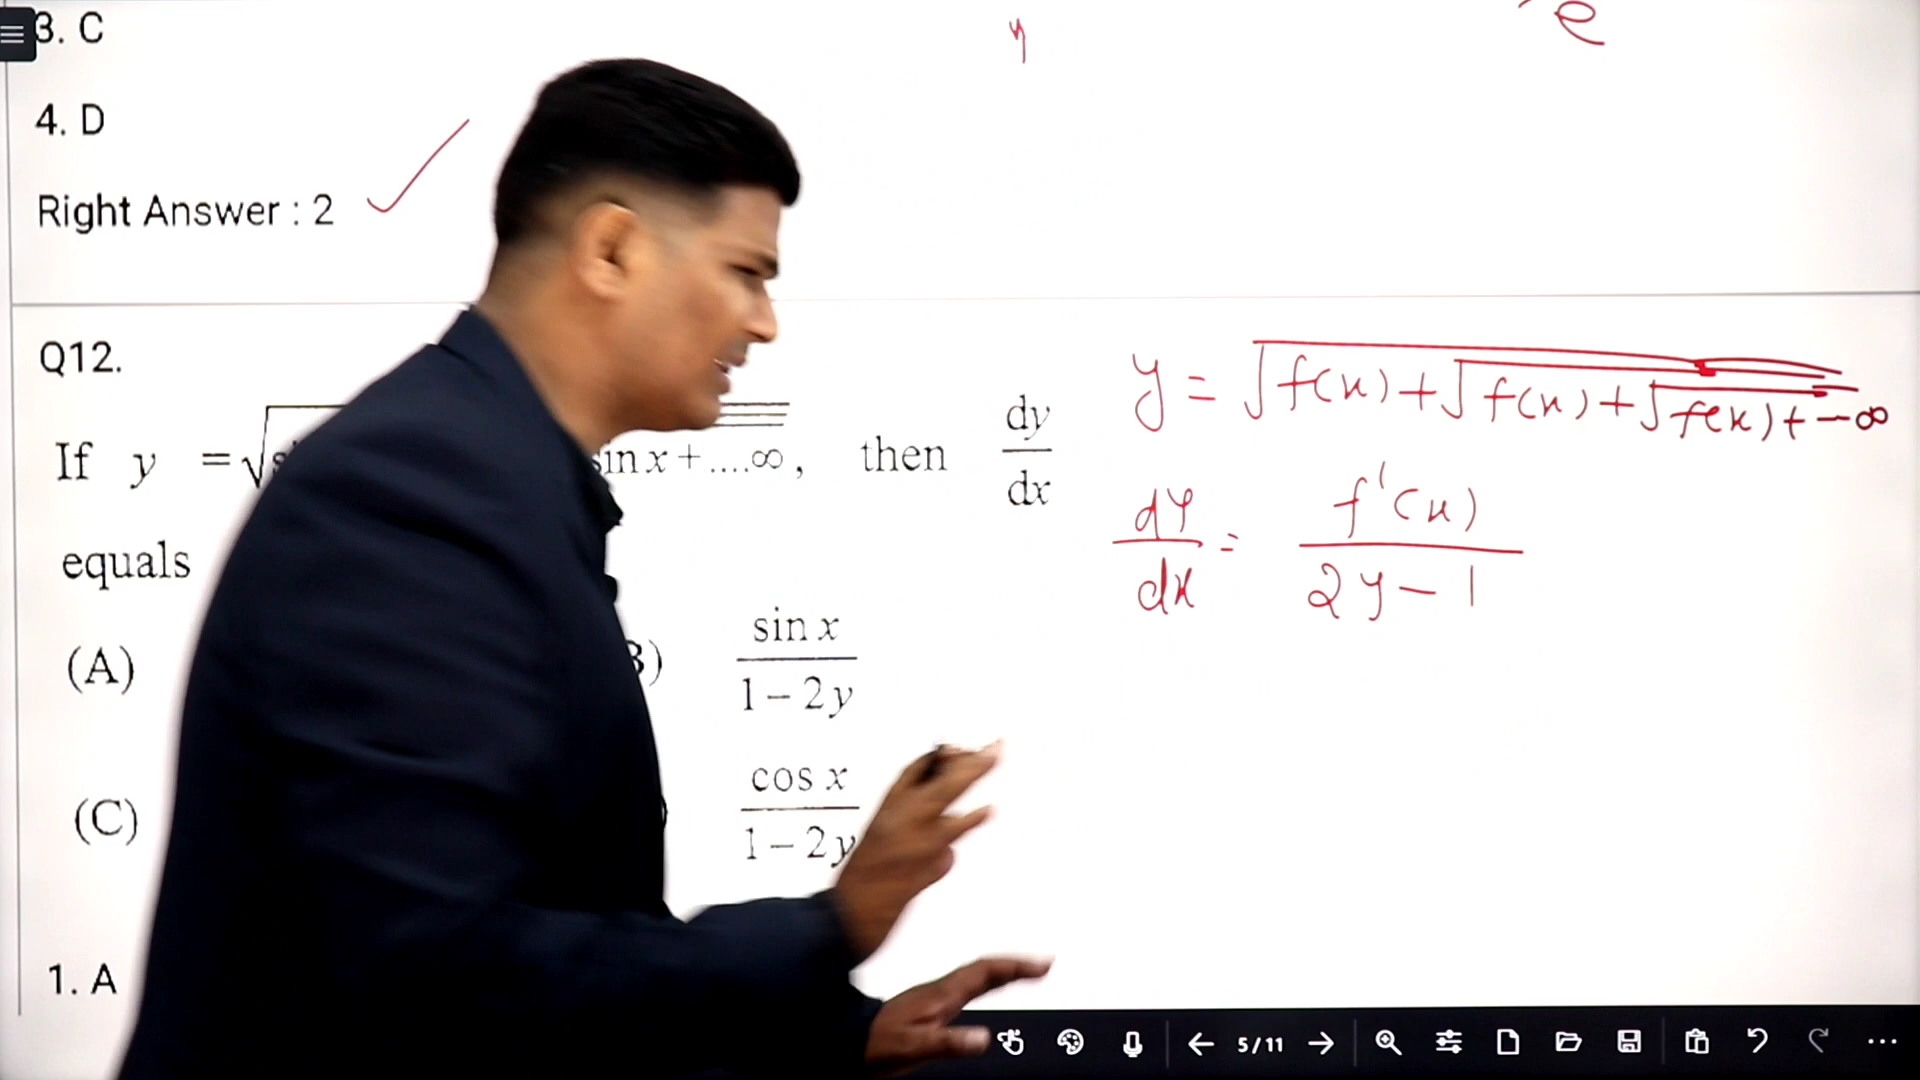 3. C
4. D
Right Answer : 2
Q12.
If y = √s inx + ....∞, then dy/dx
equals
(A)
B) sin x / 1 – 2y
(C)
cos x / 1 – 2y
1. A
y = √f(x) + √f(x) + √f(x) + – ∞
dy/dx = f'(x) / 2y – 1
y
e
5/11